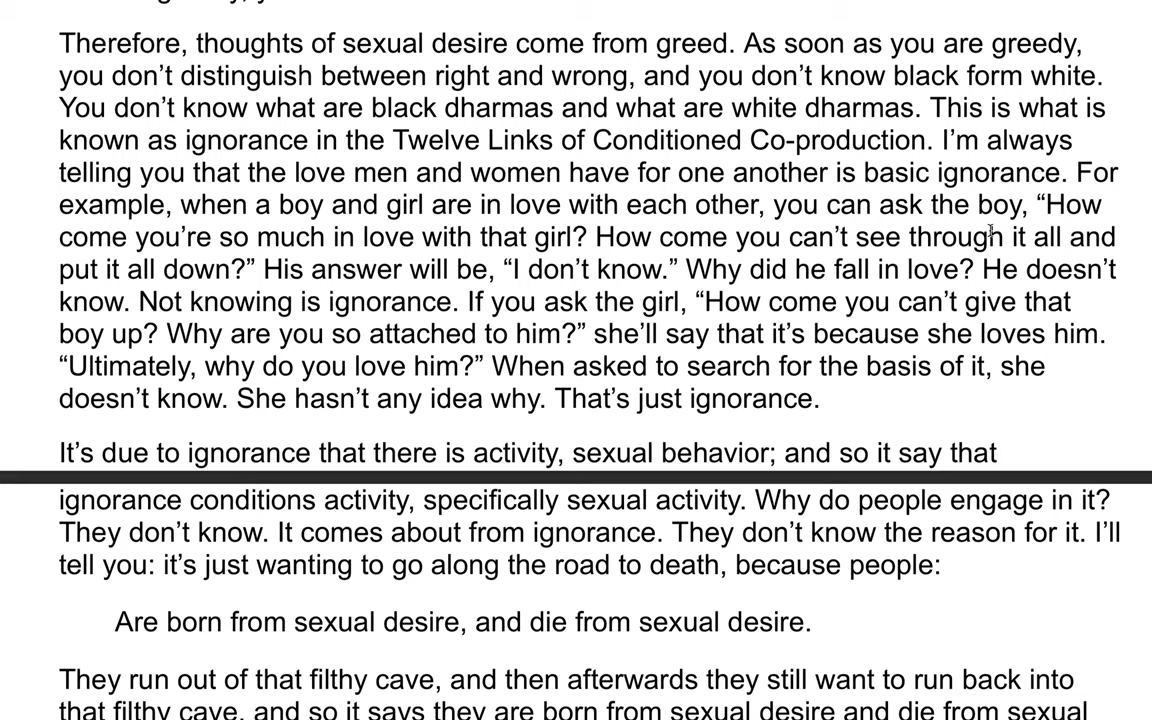 Therefore, thoughts of sexual desire come from greed. As soon as you are greedy,
you don’t distinguish between right and wrong, and you don’t know black form white.
You don’t know what are black dharmas and what are white dharmas. This is what is
known as ignorance in the Twelve Links of Conditioned Co-production. I’m always
telling you that the love men and women have for one another is basic ignorance. For
example, when a boy and girl are in love with each other, you can ask the boy, “How
come you’re so much in love with that girl? How come you can’t see through it all and
put it all down?” His answer will be, “I don’t know.” Why did he fall in love? He doesn’t
know. Not knowing is ignorance. If you ask the girl, “How come you can’t give that
boy up? Why are you so attached to him?” she’ll say that it’s because she loves him.
“Ultimately, why do you love him?” When asked to search for the basis of it, she
doesn’t know. She hasn’t any idea why. That’s just ignorance.
It’s due to ignorance that there is activity, sexual behavior; and so it say that
ignorance conditions activity, specifically sexual activity. Why do people engage in it?
They don’t know. It comes about from ignorance. They don’t know the reason for it. I’ll
tell you: it’s just wanting to go along the road to death, because people:
Are born from sexual desire, and die from sexual desire.
They run out of that filthy cave, and then afterwards they still want to run back into
that filthy cave, and so it says they are born from sexual desire and die from sexual